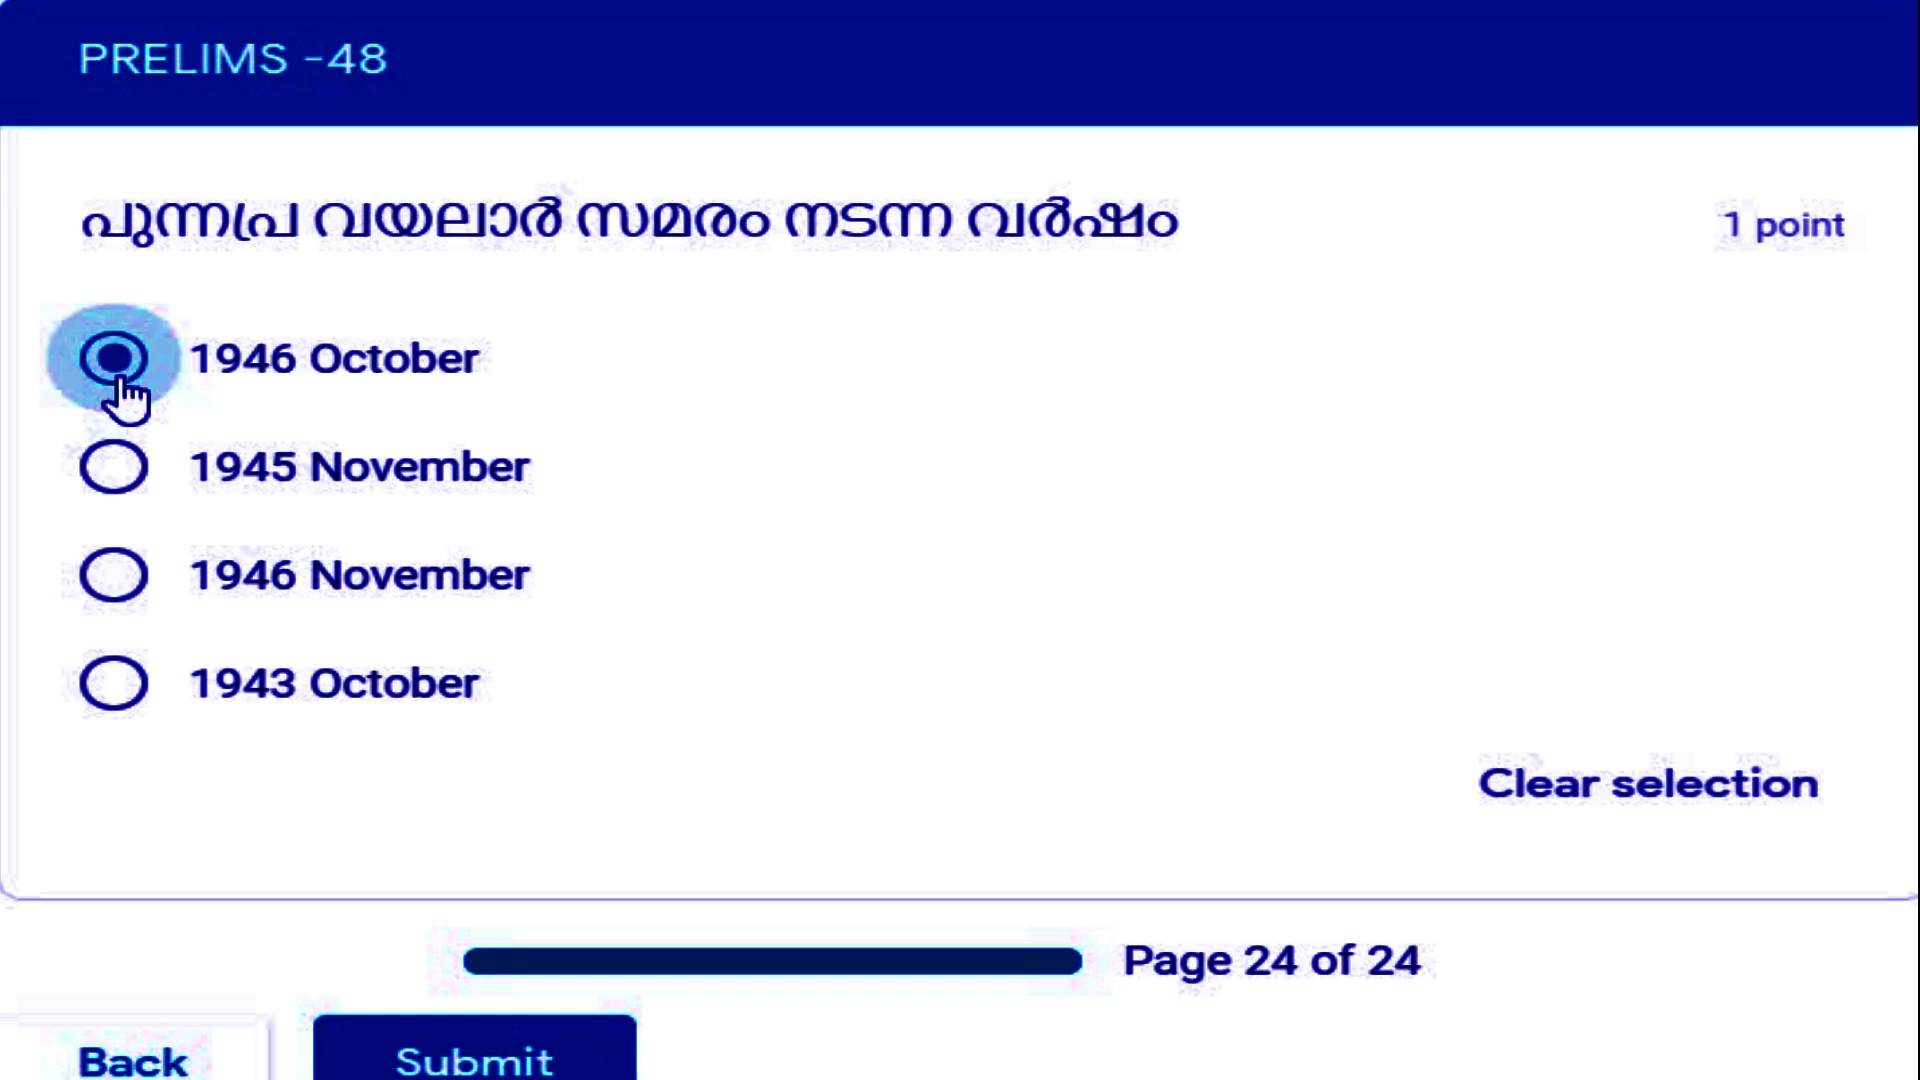 PRELIMS -48
പുന്നപ്ര വയലാർ സമരം നടന്ന വർഷം
1 point
1946 October
1945 November
1946 November
1943 October
Clear selection
Page 24 of 24
Back
Submit